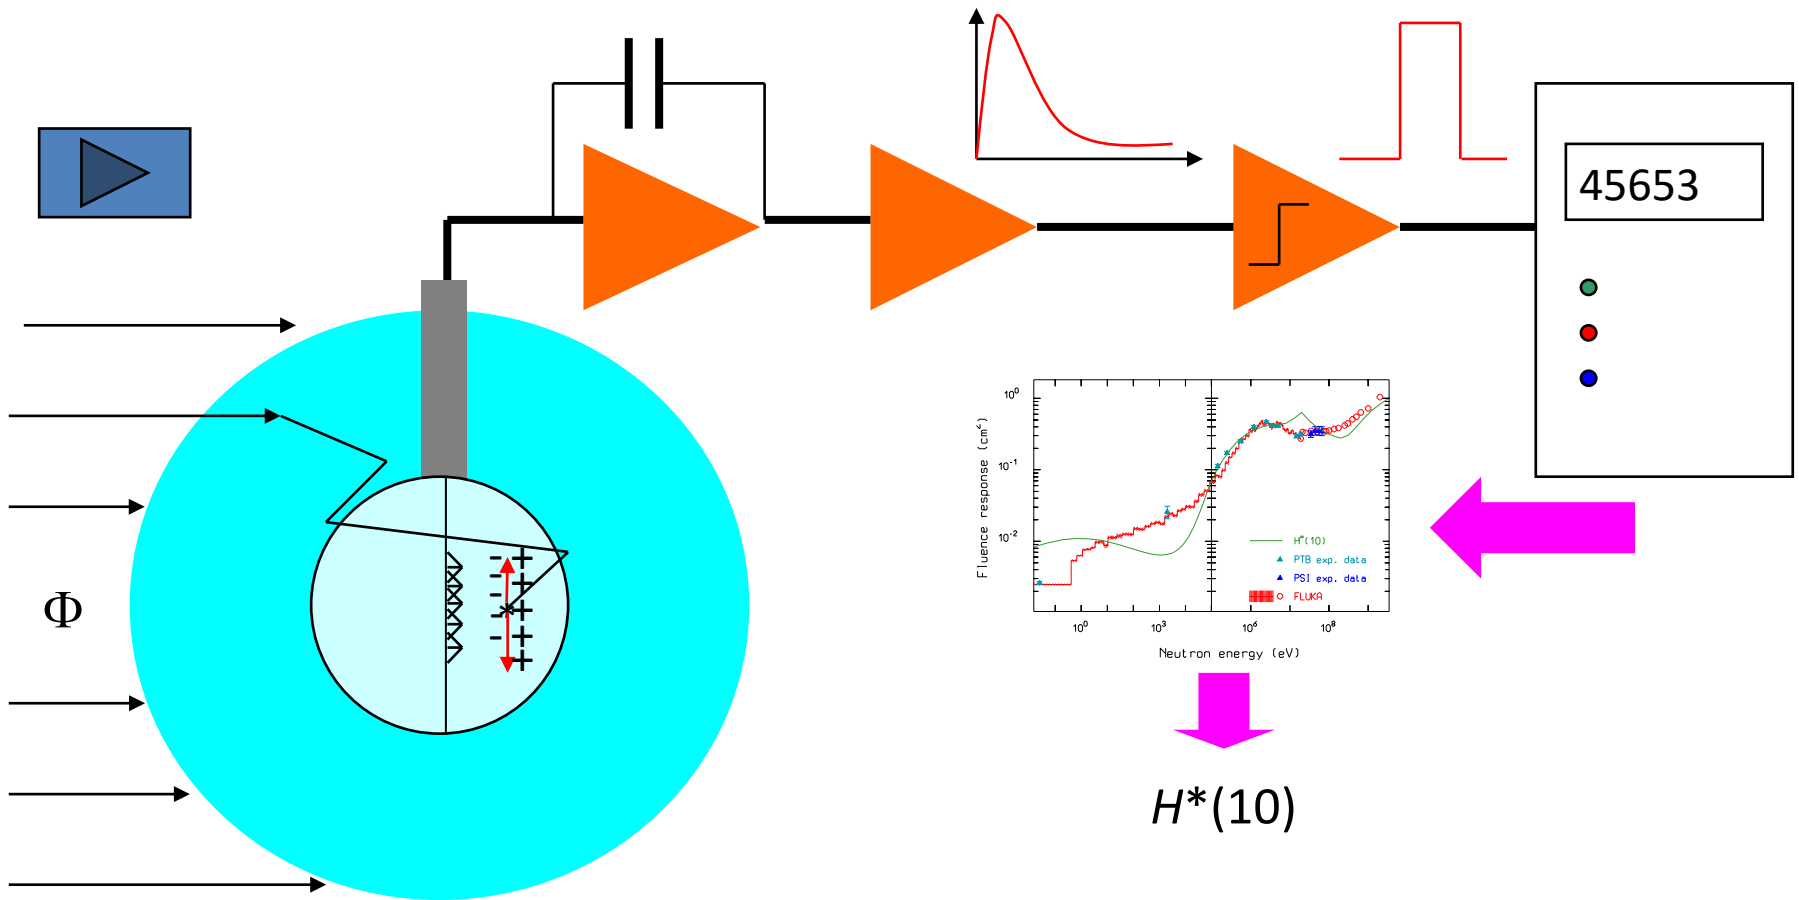 45653
Φ
Fluence response (cm²)
10⁰
10⁻¹
10⁻²
H*(10)
PTB exp. data
PSI exp. data
FLUKA
10⁰ 10³ 10⁶ 10⁸
Neutron energy (eV)
H*(10)